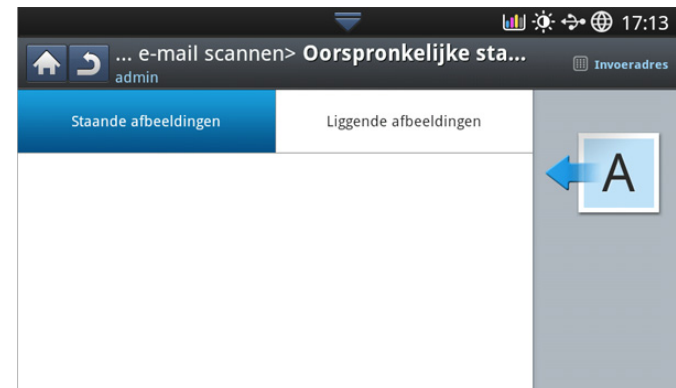 17:13
... e-mail scannen> Oorspronkelijke sta...
admin
Invoeradres
Staande afbeeldingen
Liggende afbeeldingen
A